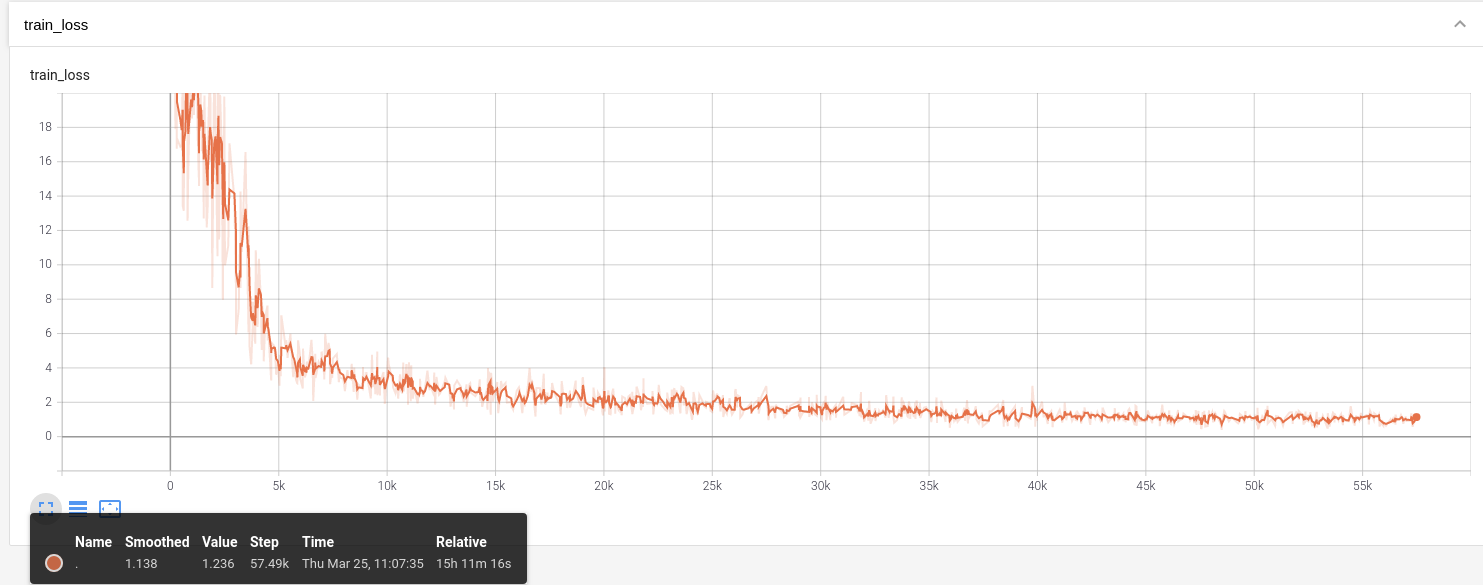 train_loss
train_loss
18
16
14
12
10
8
6
4
2
0
0 5k 10k 15k 20k 25k 30k 35k 40k 45k 50k 55k
Name Smoothed Value Step Time Relative
. 1.138 1.236 57.49k Thu Mar 25, 11:07:35 15h 11m 16s